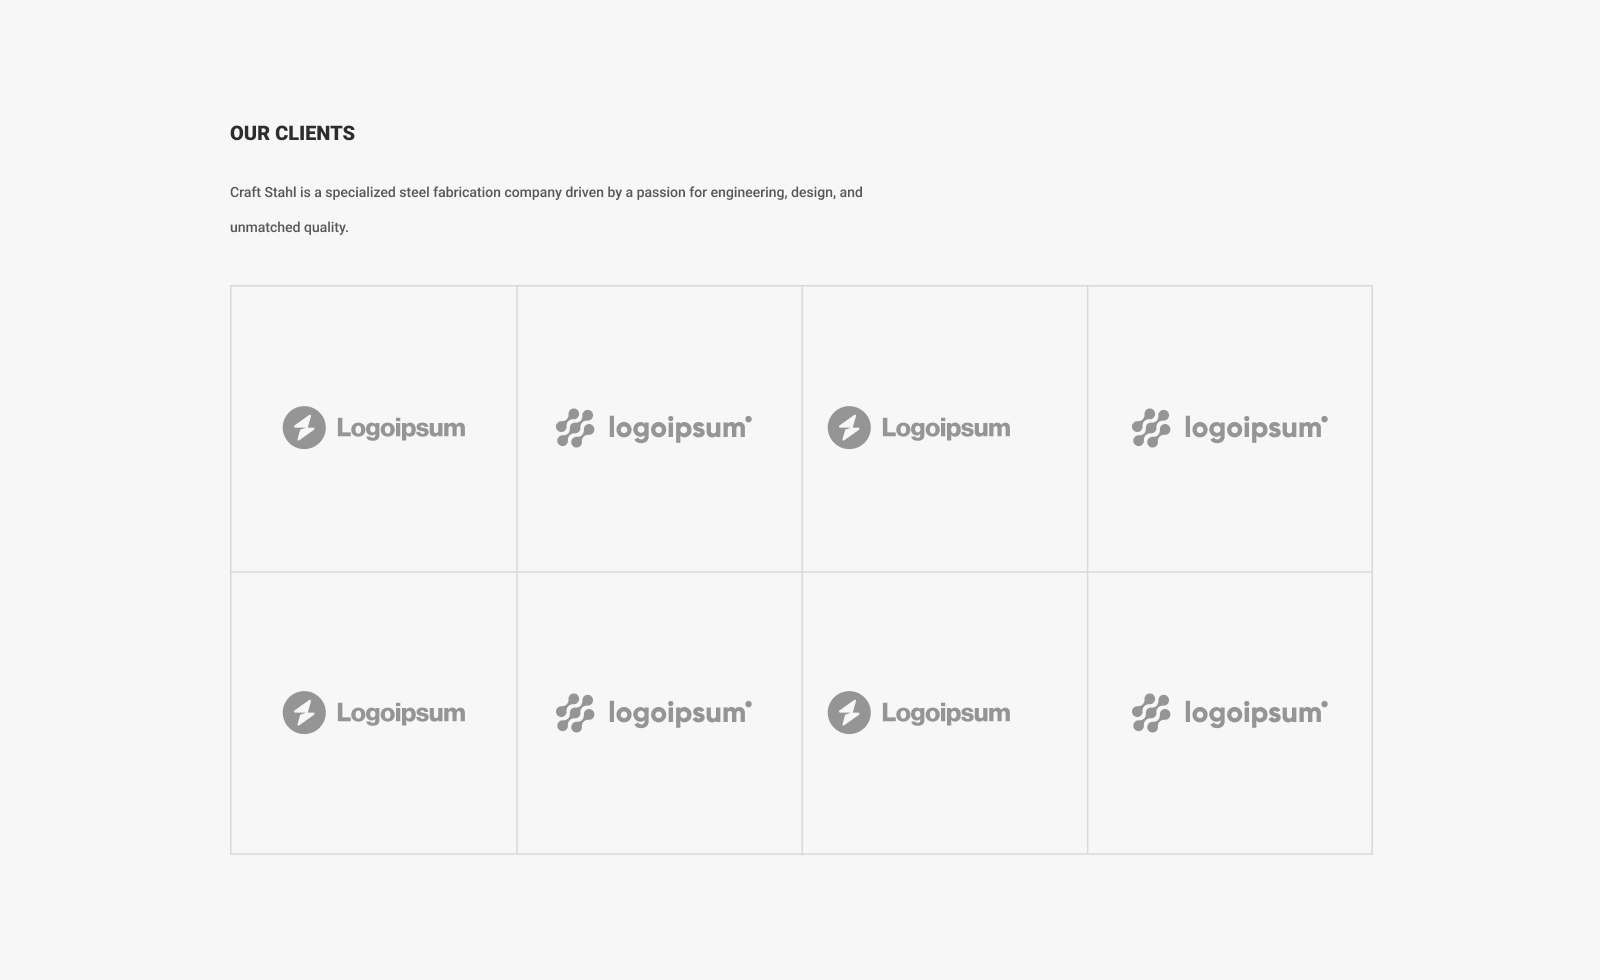 OUR CLIENTS
Craft Stahl is a specialized steel fabrication company driven by a passion for engineering, design, and
unmatched quality.
Logoipsum
logoipsum
Logoipsum
logoipsum
Logoipsum
logoipsum
Logoipsum
logoipsum